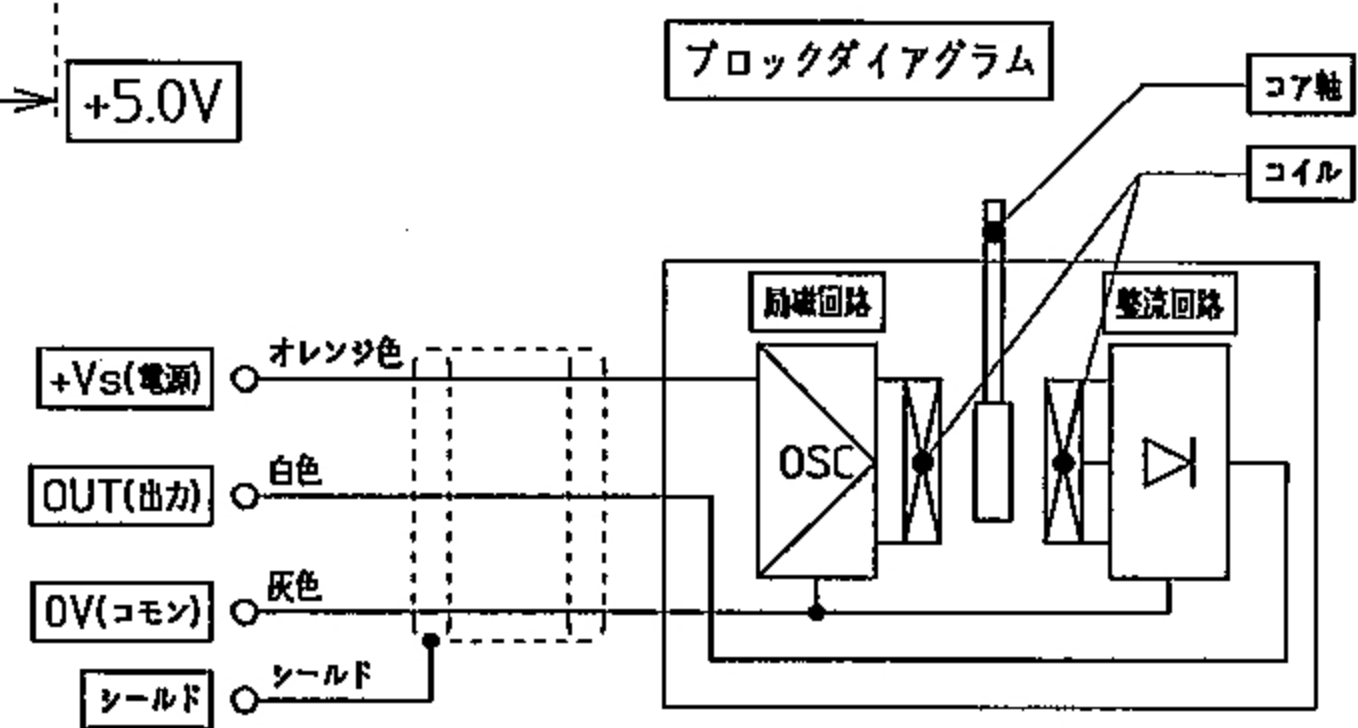 ブロックダイアグラム
+5.0V
コア軸
コイル
励磁回路
整流回路
+Vs(電源)
オレンジ色
OSC
OUT(出力)
白色
0V(コモン)
灰色
シールド
シールド